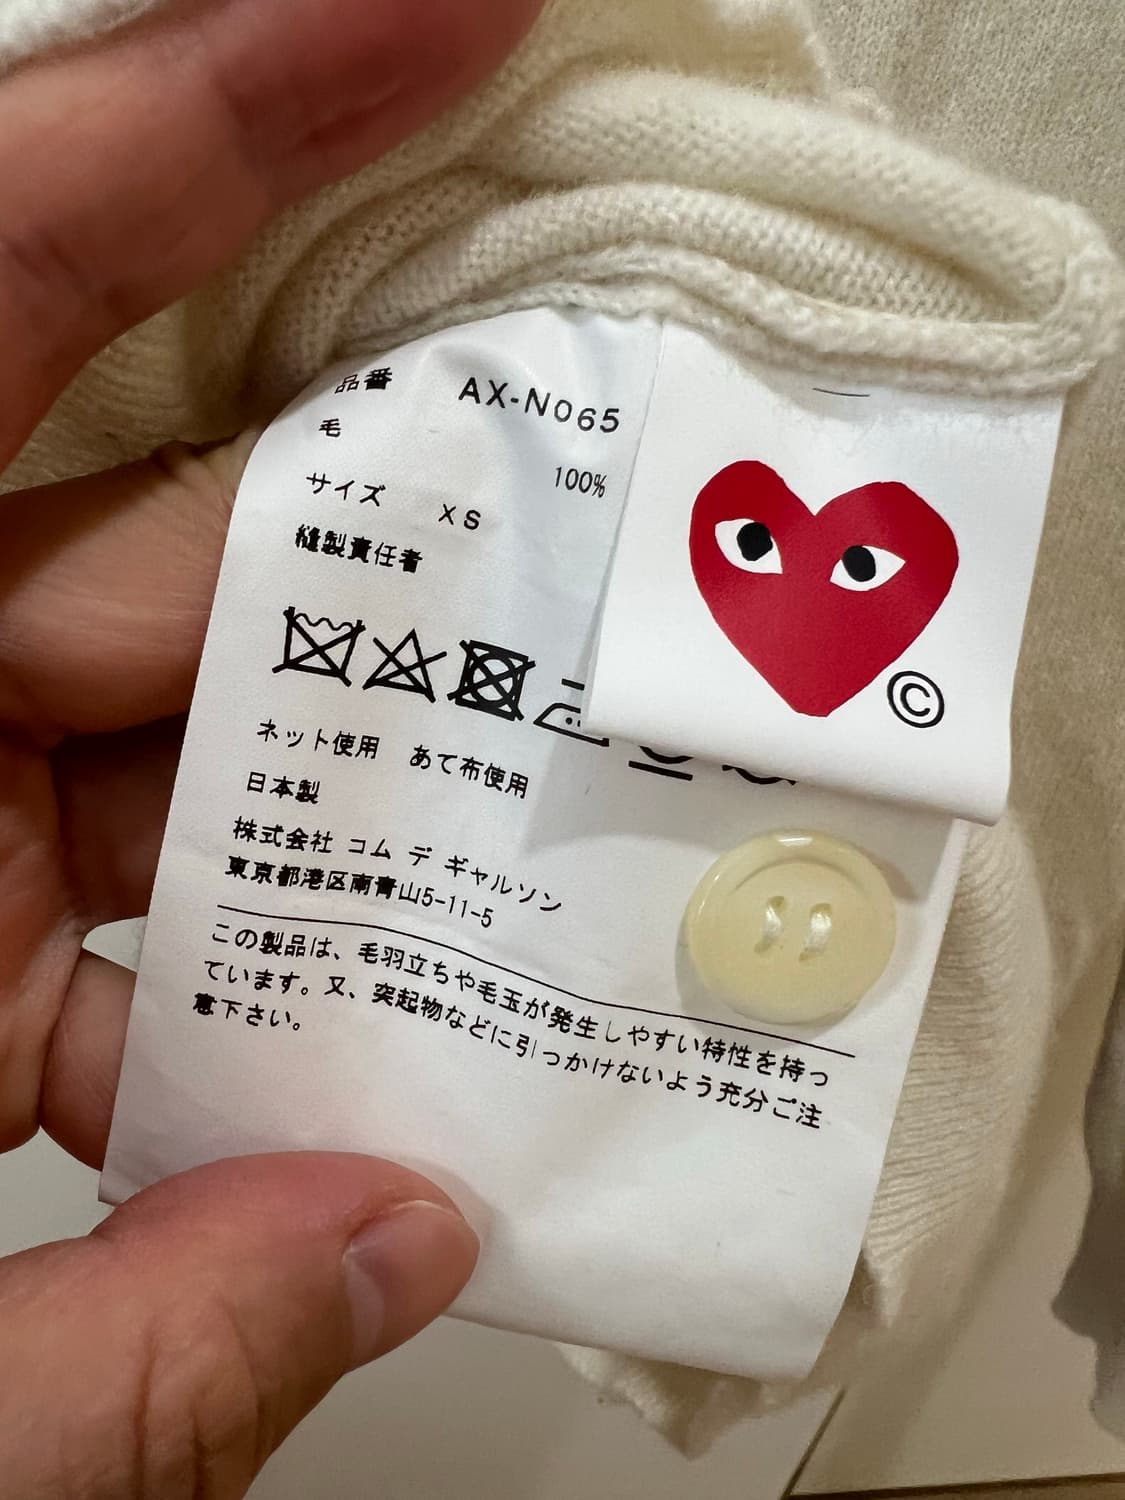 品番 AX-N065
毛 100%
サイズ XS
縫製責任者
ネット使用 あて布使用
日本製
株式会社 コム デ ギャルソン
東京都港区南青山5-11-5
この製品は、毛羽立ちや毛玉が発生しやすい特性を持っ
ています。又、突起物などに引っかけないよう充分ご注
意下さい。
©